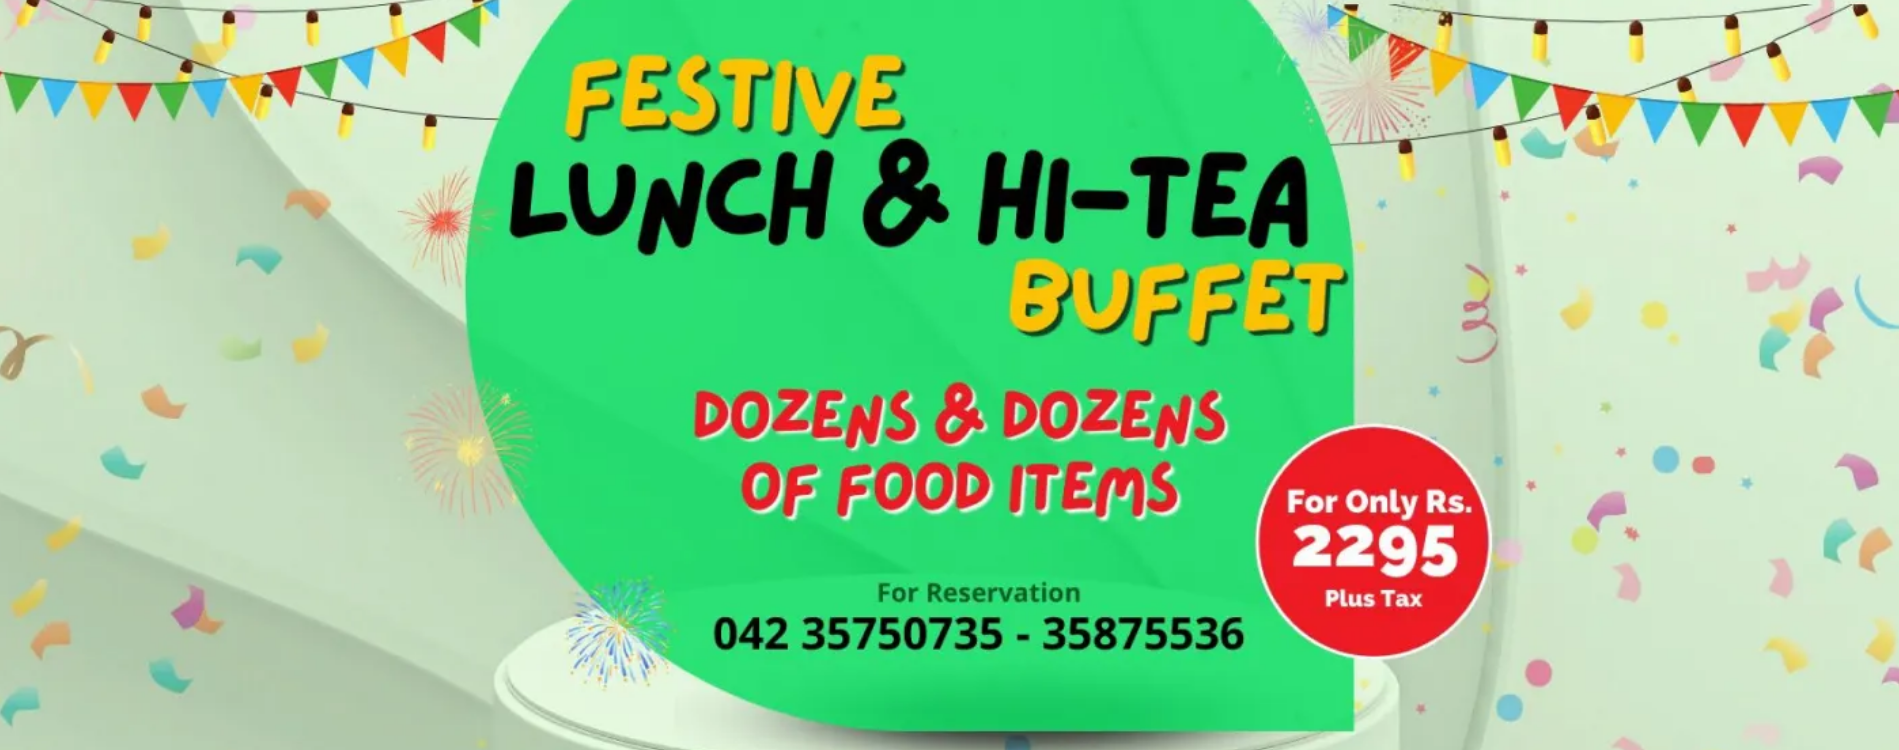 FESTIVE
LUNCH & HI-TEA
BUFFET
DOZENS & DOZENS
OF FOOD ITEMS
For Only Rs.
2295
Plus Tax
For Reservation
042 35750735 - 35875536